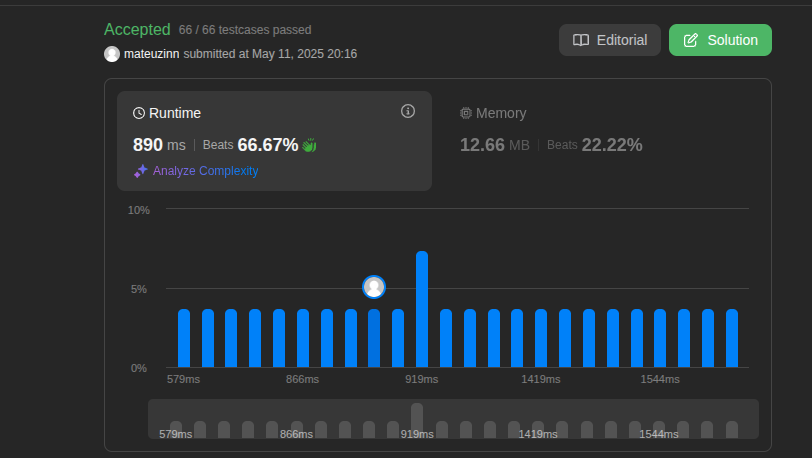 Accepted 66 / 66 testcases passed
mateuzinn submitted at May 11, 2025 20:16
Editorial
Solution
Runtime
890 ms Beats 66.67%
Analyze Complexity
Memory
12.66 MB Beats 22.22%
10%
5%
0%
579ms 866ms 919ms 1419ms 1544ms
579ms 866ms 919ms 1419ms 1544ms